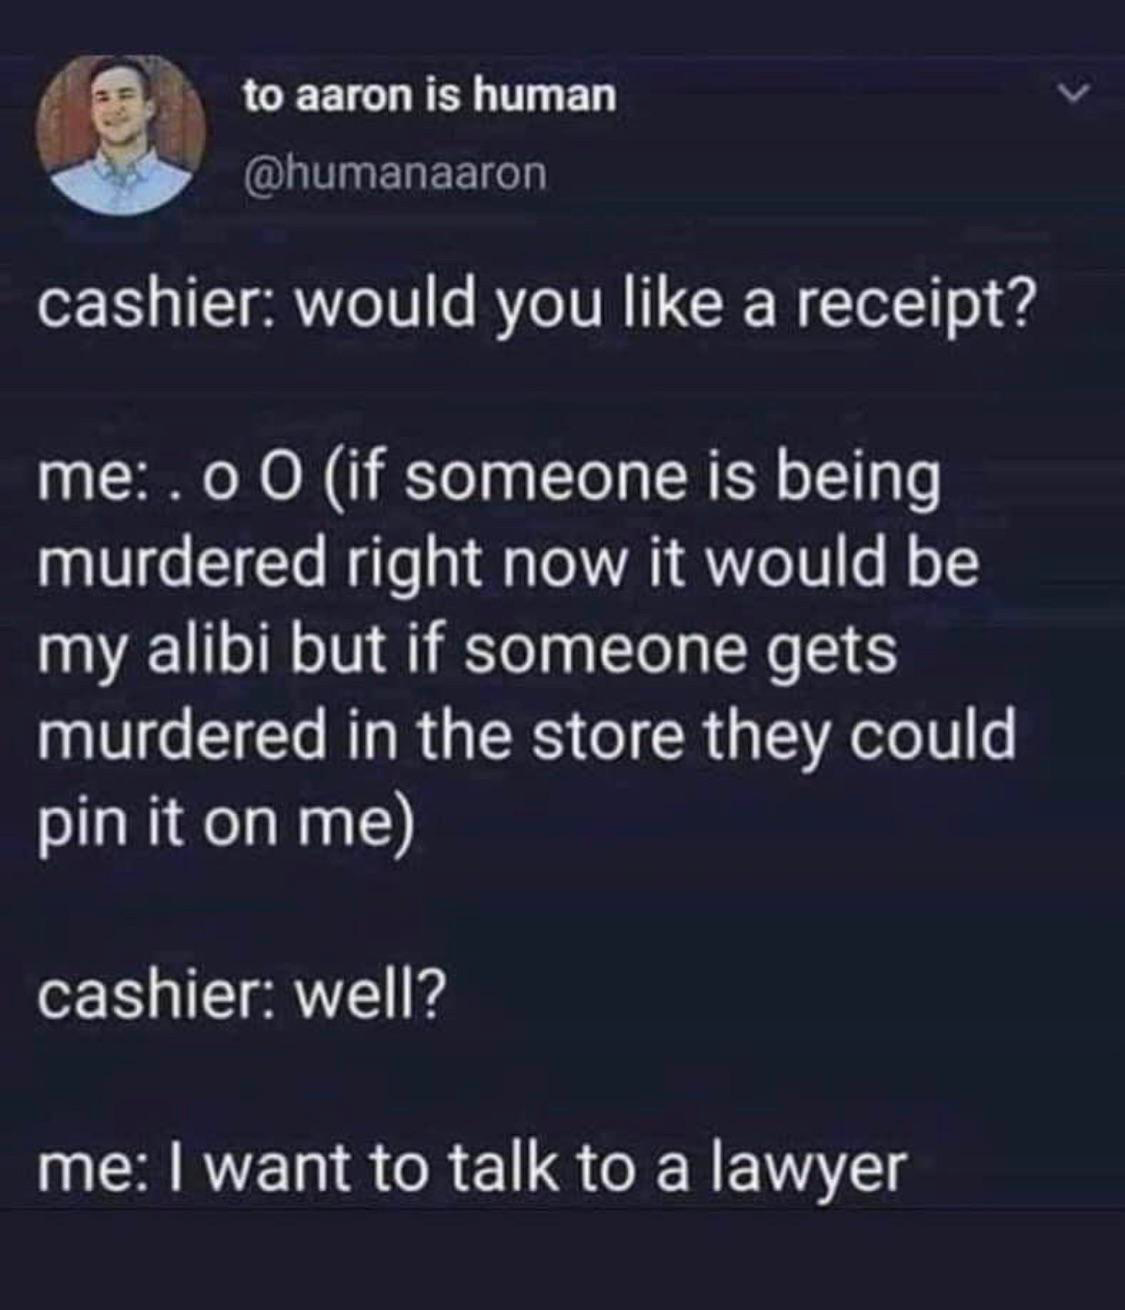 to aaron is human
@humanaaron
cashier: would you like a receipt?
me: . o O (if someone is being
murdered right now it would be
my alibi but if someone gets
murdered in the store they could
pin it on me)
cashier: well?
me: I want to talk to a lawyer